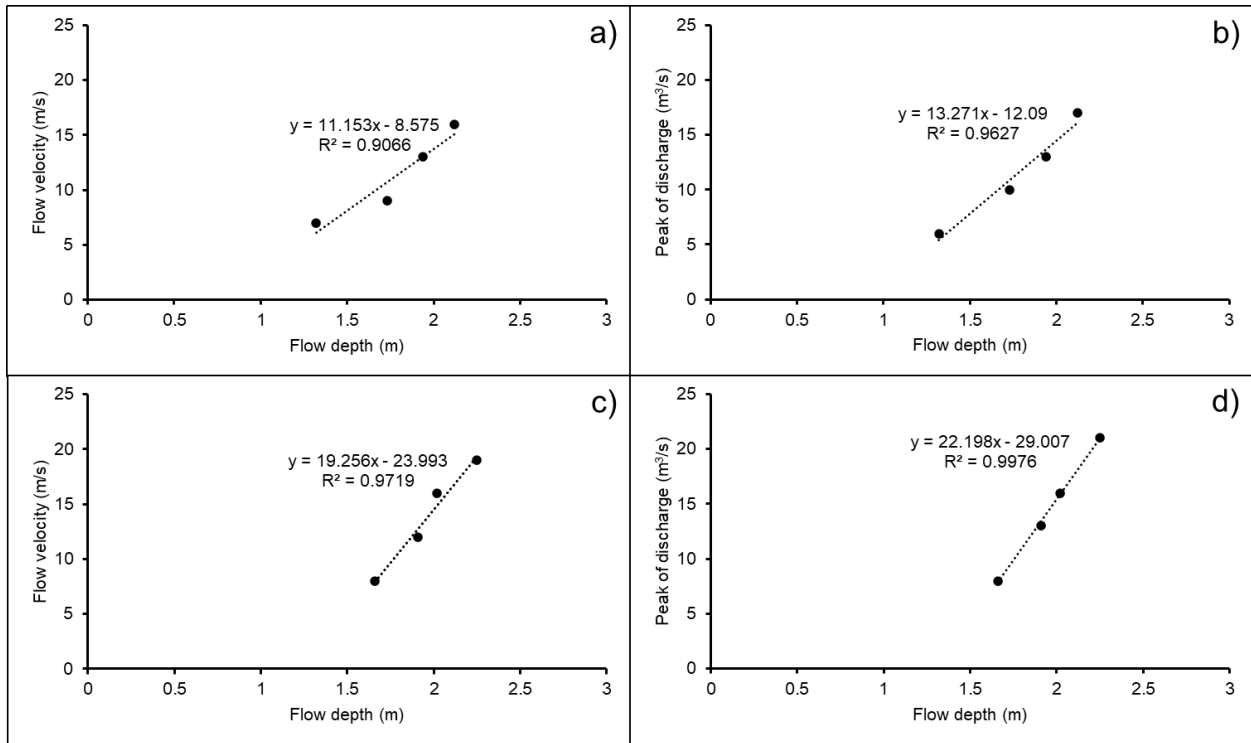 a)
25
20
15
10
5
0
Flow velocity (m/s)
y = 11.153x - 8.575
R² = 0.9066
0 0.5 1 1.5 2 2.5 3
Flow depth (m)
b)
25
20
15
10
5
0
Peak of discharge (m³/s)
y = 13.271x - 12.09
R² = 0.9627
0 0.5 1 1.5 2 2.5 3
Flow depth (m)
c)
25
20
15
10
5
0
Flow velocity (m/s)
y = 19.256x - 23.993
R² = 0.9719
0 0.5 1 1.5 2 2.5 3
Flow depth (m)
d)
25
20
15
10
5
0
Peak of discharge (m³/s)
y = 22.198x - 29.007
R² = 0.9976
0 0.5 1 1.5 2 2.5 3
Flow depth (m)